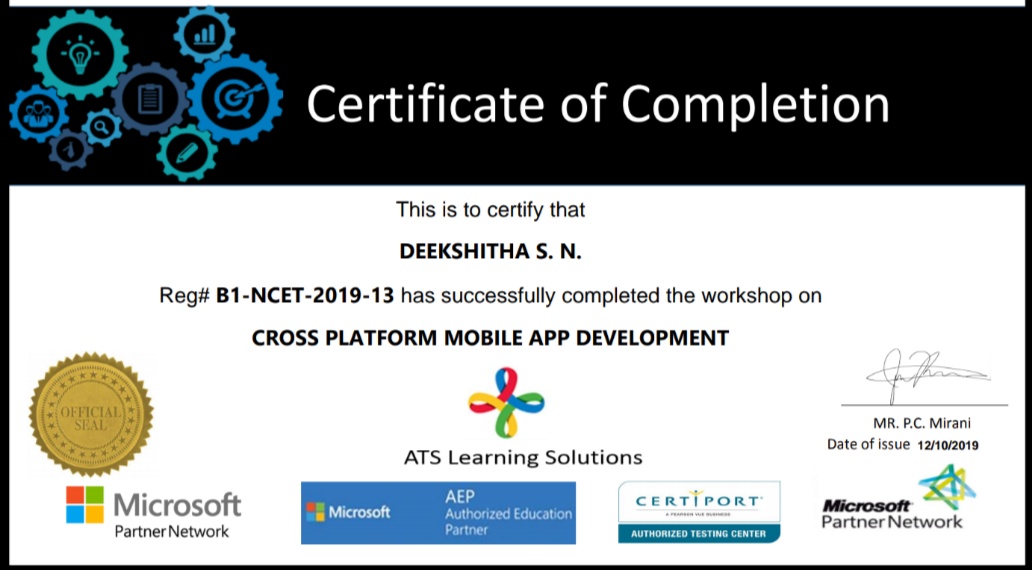 Certificate of Completion
This is to certify that
DEEKSHITHA S. N.
Reg# B1-NCET-2019-13 has successfully completed the workshop on
CROSS PLATFORM MOBILE APP DEVELOPMENT
OFFICIAL
SEAL
ATS Learning Solutions
MR. P.C. Mirani
Date of issue 12/10/2019
Microsoft
Partner Network
Microsoft
AEP
Authorized Education
Partner
CERTIPORT
A PEARSON VUE BUSINESS
AUTHORIZED TESTING CENTER
Microsoft
Partner Network